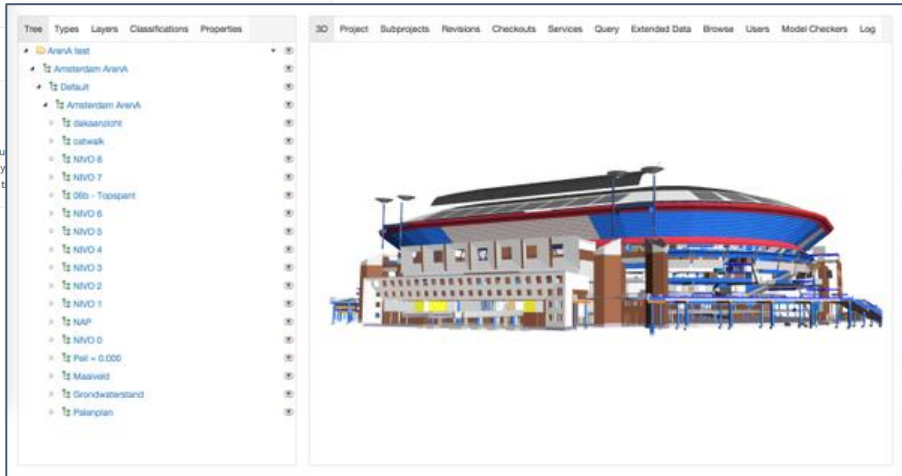 Tree Types Layers Classifications Properties
ArenA test
Amsterdam ArenA
Default
Amsterdam ArenA
dakaanzicht
catwalk
NIVO 8
NIVO 7
06b - Topspant
NIVO 6
NIVO 5
NIVO 4
NIVO 3
NIVO 2
NIVO 1
NAP
NIVO 0
Peil = 0.000
Maaiveld
Grondwaterstand
Palenplan
3D Project Subprojects Revisions Checkouts Services Query Extended Data Browse Users Model Checkers Log